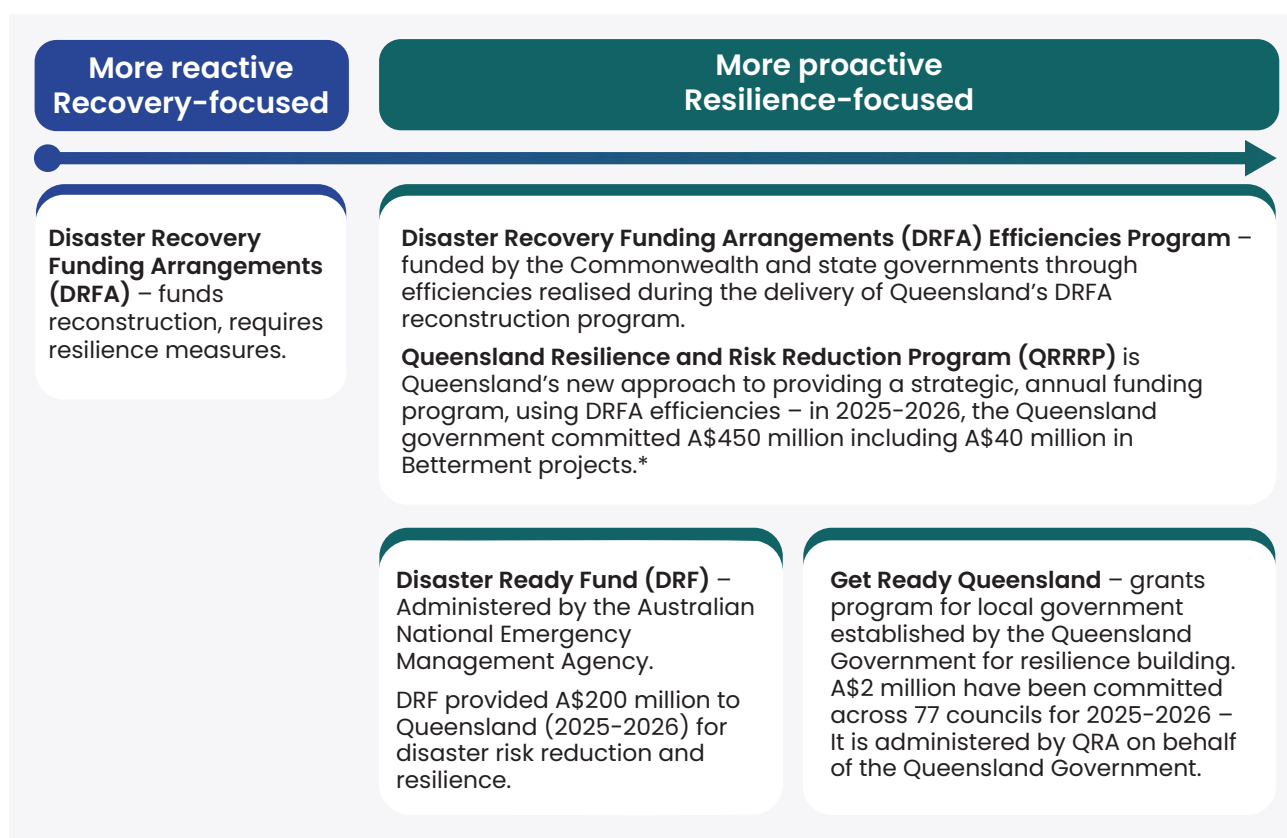 More reactive
Recovery-focused
More proactive
Resilience-focused
Disaster Recovery
Funding Arrangements
(DRFA) – funds
reconstruction, requires
resilience measures.
Disaster Recovery Funding Arrangements (DRFA) Efficiencies Program –
funded by the Commonwealth and state governments through
efficiencies realised during the delivery of Queensland’s DRFA
reconstruction program.
Queensland Resilience and Risk Reduction Program (QRRRP) is
Queensland’s new approach to providing a strategic, annual funding
program, using DRFA efficiencies – in 2025-2026, the Queensland
government committed A$450 million including A$40 million in
Betterment projects.*
Disaster Ready Fund (DRF) –
Administered by the Australian
National Emergency
Management Agency.
DRF provided A$200 million to
Queensland (2025-2026) for
disaster risk reduction and
resilience.
Get Ready Queensland – grants
program for local government
established by the Queensland
Government for resilience building.
A$2 million have been committed
across 77 councils for 2025-2026 –
It is administered by QRA on behalf
of the Queensland Government.